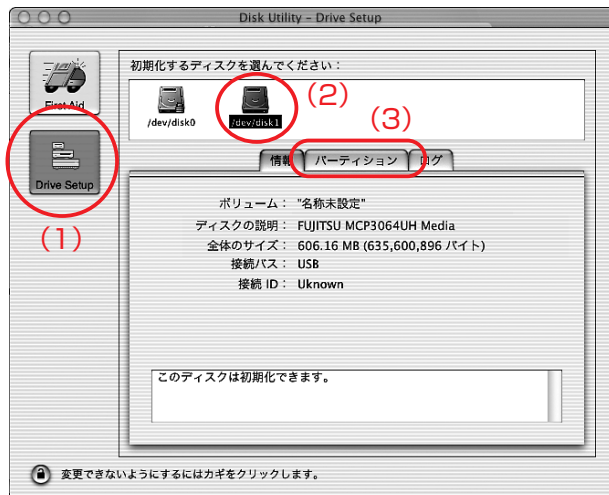 Disk Utility – Drive Setup
初期化するディスクを選んでください：
First Aid
/dev/disk0
/dev/disk1
(2)
(3)
Drive Setup
(1)
情報
パーティション
ログ
ボリューム： "名称未設定"
ディスクの説明： FUJITSU MCP3064UH Media
全体のサイズ： 606.16 MB (635,600,896 バイト)
接続バス： USB
接続 ID： Uknown
このディスクは初期化できます。
変更できないようにするにはカギをクリックします。